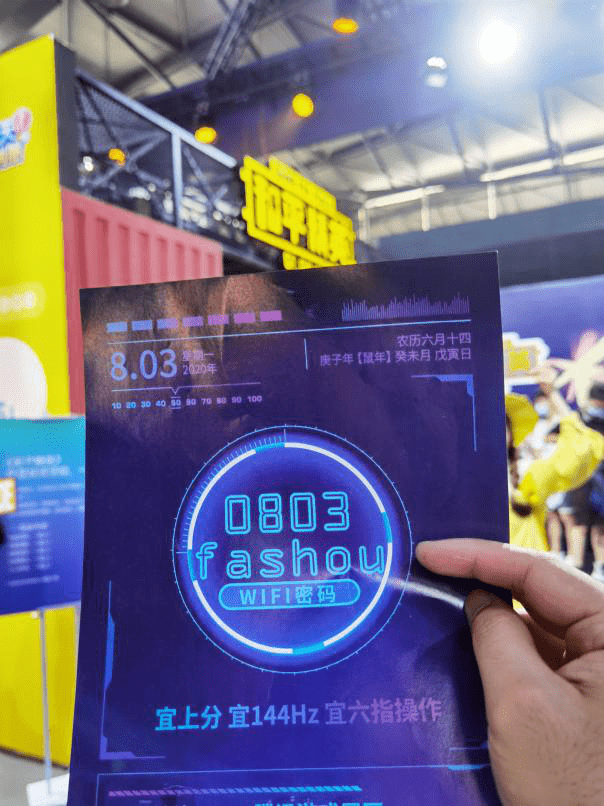 和平精英
8.03 星期一
2020年
农历六月十四
庚子年【鼠年】癸未月 戊寅日
10 20 30 40 50 60 70 80 90 100
0803
fashou
WIFI密码
宜上分 宜144Hz 宜六指操作